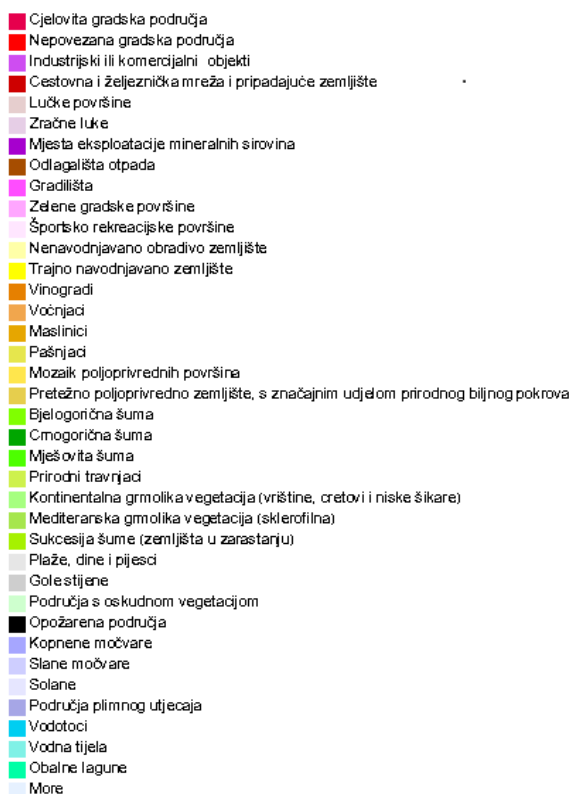 Cjelovita gradska područja
Nepovezana gradska područja
Industrijski ili komercijalni objekti
Cestovna i željeznička mreža i pripadajuće zemljište
Lučke površine
Zračne luke
Mjesta eksploatacije mineralnih sirovina
Odlagališta otpada
Gradilišta
Zelene gradske površine
Športsko rekreacijske površine
Nenavodnjavano obradivo zemljište
Trajno navodnjavano zemljište
Vinogradi
Voćnjaci
Maslinici
Pašnjaci
Mozaik poljoprivrednih površina
Pretežno poljoprivredno zemljište, s značajnim udjelom prirodnog biljnog pokrova
Bjelogorična šuma
Crnogorična šuma
Mješovita šuma
Prirodni travnjaci
Kontinentalna grmolika vegetacija (vrištine, cretovi i niske šikare)
Mediteranska grmolika vegetacija (sklerofilna)
Sukcesija šume (zemljišta u zarastanju)
Plaže, dine i pijesci
Gole stijene
Područja s oskudnom vegetacijom
Opožarena područja
Kopnene močvare
Slane močvare
Solane
Područja plimnog utjecaja
Vodotoci
Vodna tijela
Obalne lagune
More